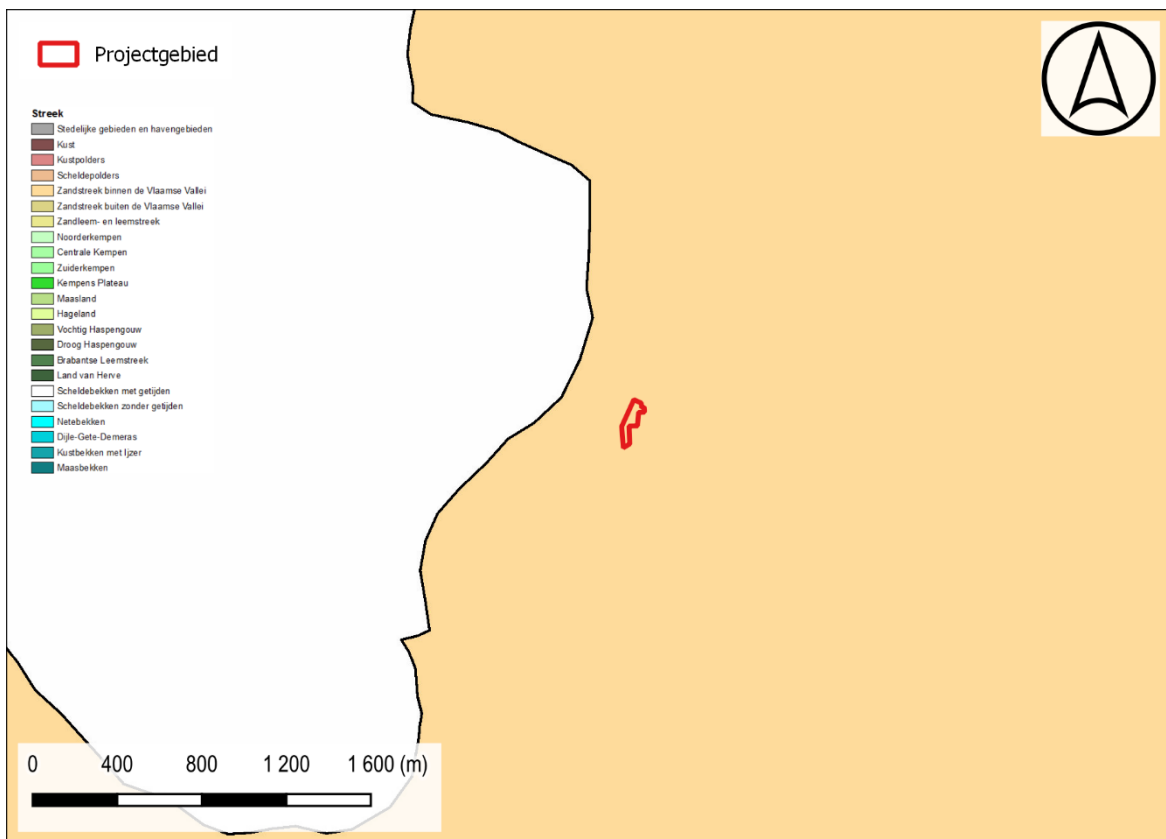 Projectgebied
Streek
Stedelijke gebieden en havengebieden
Kust
Kustpolders
Scheldepolders
Zandstreek binnen de Vlaamse Vallei
Zandstreek buiten de Vlaamse Vallei
Zandleem- en leemstreek
Noorderkempen
Centrale Kempen
Zuiderkempen
Kempens Plateau
Maasland
Hageland
Vochtig Haspengouw
Droog Haspengouw
Brabantse Leemstreek
Land van Herve
Scheldebekken met getijden
Scheldebekken zonder getijden
Netebekken
Dijle-Gete-Demeras
Kustbekken met Ijzer
Maasbekken
0 400 800 1 200 1 600 (m)